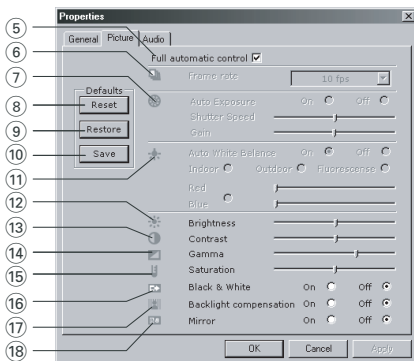 Properties
General Picture Audio
5 Full automatic control
6 Frame rate 10 fps
Defaults
7 Auto Exposure On Off
8 Reset Shutter Speed
Gain
9 Restore
10 Save
11 Auto White Belence On Off
Indoor Outdoor Fluorescense
Red
Blue
12 Brightness
13 Contrast
14 Gamma
15 Saturation
16 Black & White On Off
17 Backlight compensation On Off
18 Mirror On Off
OK Cancel Apply